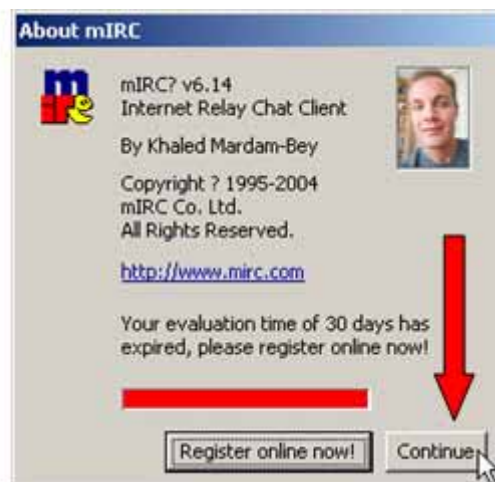 About mIRC
m
irc
mIRC? v6.14
Internet Relay Chat Client
By Khaled Mardam-Bey
Copyright ? 1995-2004
mIRC Co. Ltd.
All Rights Reserved.
http://www.mirc.com
Your evaluation time of 30 days has
expired, please register online now!
Register online now!
Continue